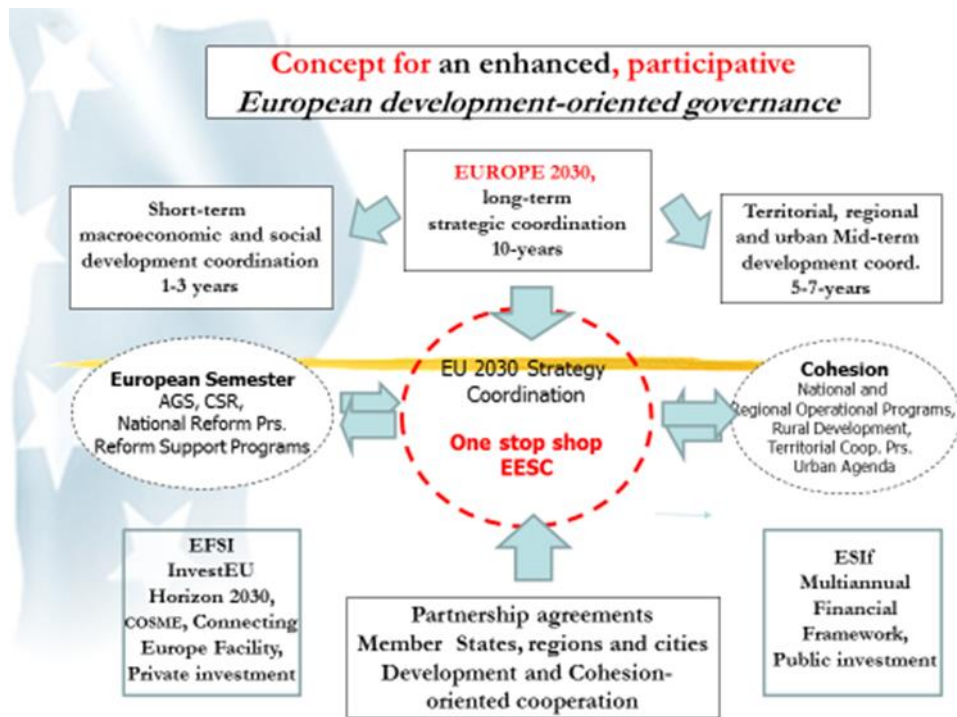 Concept for an enhanced, participative
European development-oriented governance
EUROPE 2030,
long-term
strategic coordination
10-years
Short-term
macroeconomic and social
development coordination
1-3 years
Territorial, regional
and urban Mid-term
development coord.
5-7-years
European Semester
AGS, CSR,
National Reform Prs.
Reform Support Programs
EU 2030 Strategy
Coordination
One stop shop
EESC
Cohesion
National and
Regional Operational Programs,
Rural Development,
Territorial Coop. Prs.
Urban Agenda
EFSI
InvestEU
Horizon 2030,
COSME, Connecting
Europe Facility,
Private investment
Partnership agreements
Member States, regions and cities
Development and Cohesion-
oriented cooperation
ESIf
Multiannual
Financial
Framework,
Public investment